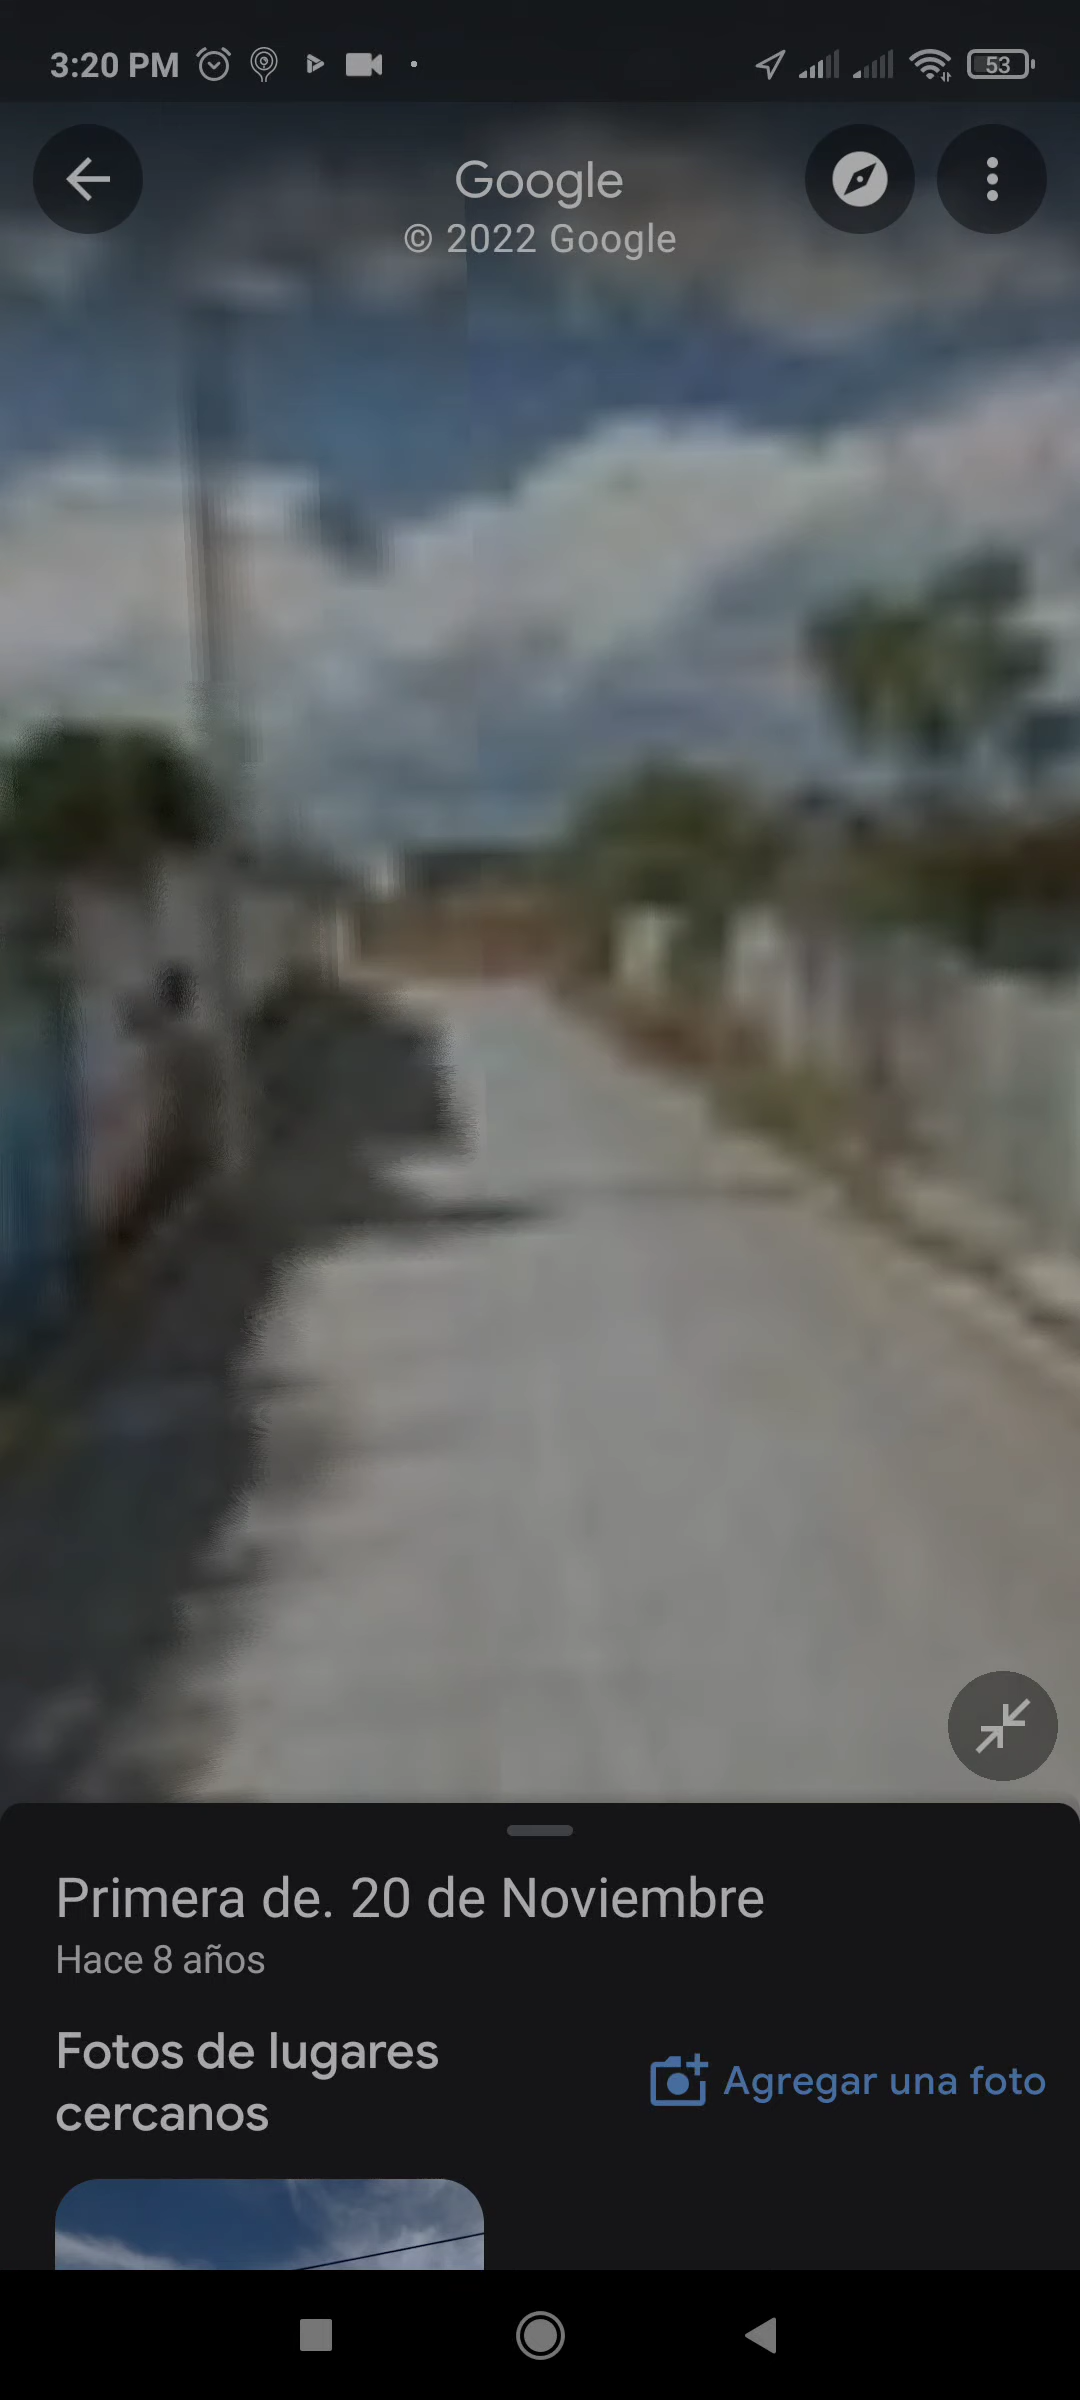 3:20 PM
53
Google
© 2022 Google
Primera de. 20 de Noviembre
Hace 8 años
Fotos de lugares
cercanos
Agregar una foto